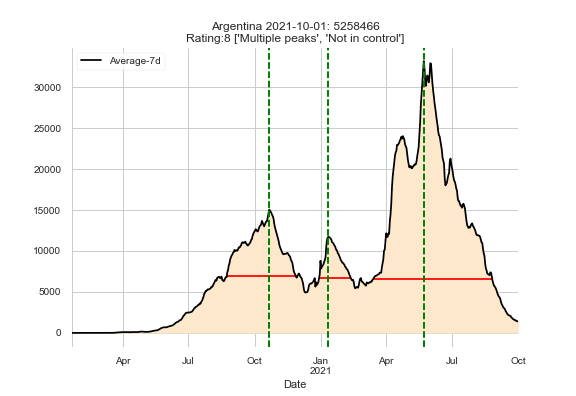 Argentina 2021-10-01: 5258466
Rating:8 ['Multiple peaks', 'Not in control']
Average-7d
30000
25000
20000
15000
10000
5000
0
Apr Jul Oct Jan Apr Jul Oct
2021
Date